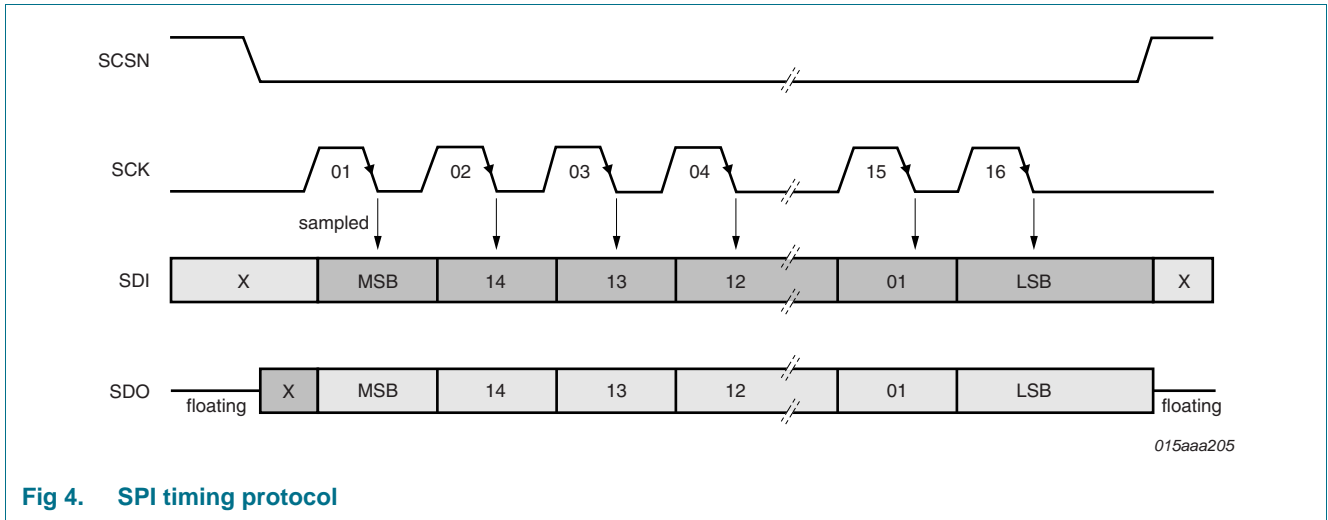 SCSN
SCK
01 02 03 04 15 16
sampled
SDI
X MSB 14 13 12 01 LSB X
SDO
X MSB 14 13 12 01 LSB
floating
floating
015aaa205
Fig 4. SPI timing protocol